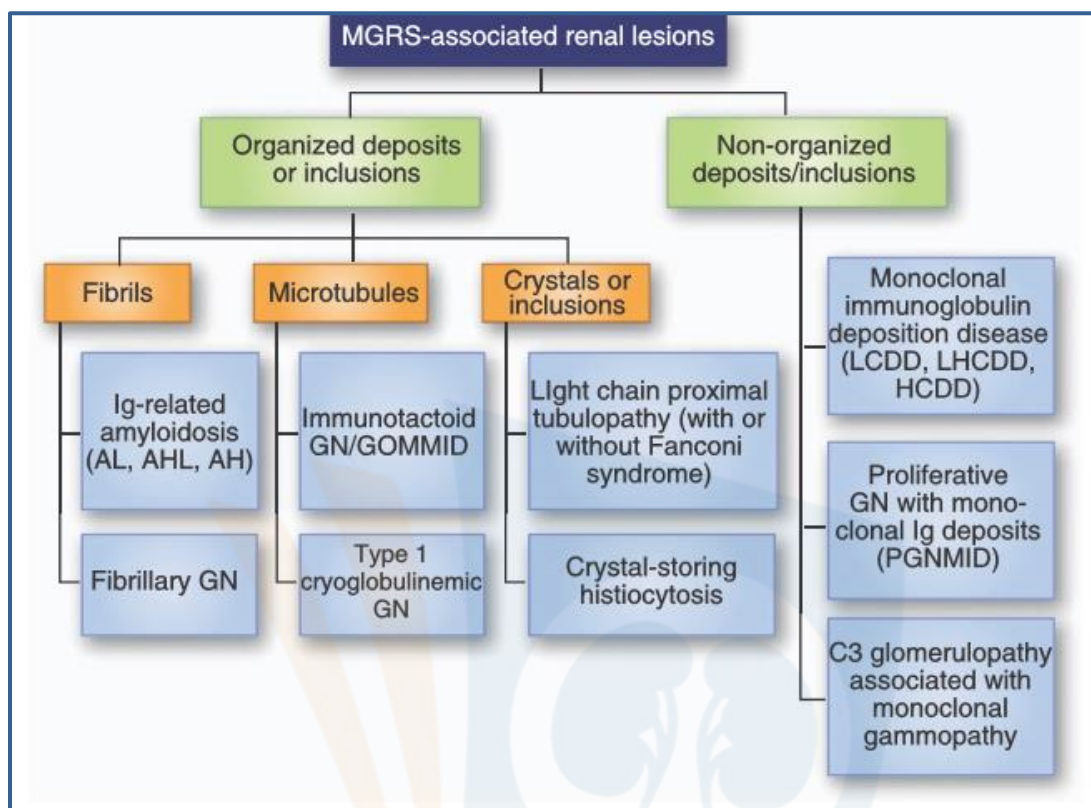 MGRS-associated renal lesions
Organized deposits
or inclusions
Non-organized
deposits/inclusions
Fibrils
Microtubules
Crystals or
inclusions
Ig-related
amyloidosis
(AL, AHL, AH)
Fibrillary GN
Immunotactoid
GN/GOMMID
Type 1
cryoglobulinemic
GN
LIght chain proximal
tubulopathy (with or
without Fanconi
syndrome)
Crystal-storing
histiocytosis
Monoclonal
immunoglobulin
deposition disease
(LCDD, LHCDD,
HCDD)
Proliferative
GN with mono-
clonal Ig deposits
(PGNMID)
C3 glomerulopathy
associated with
monoclonal
gammopathy